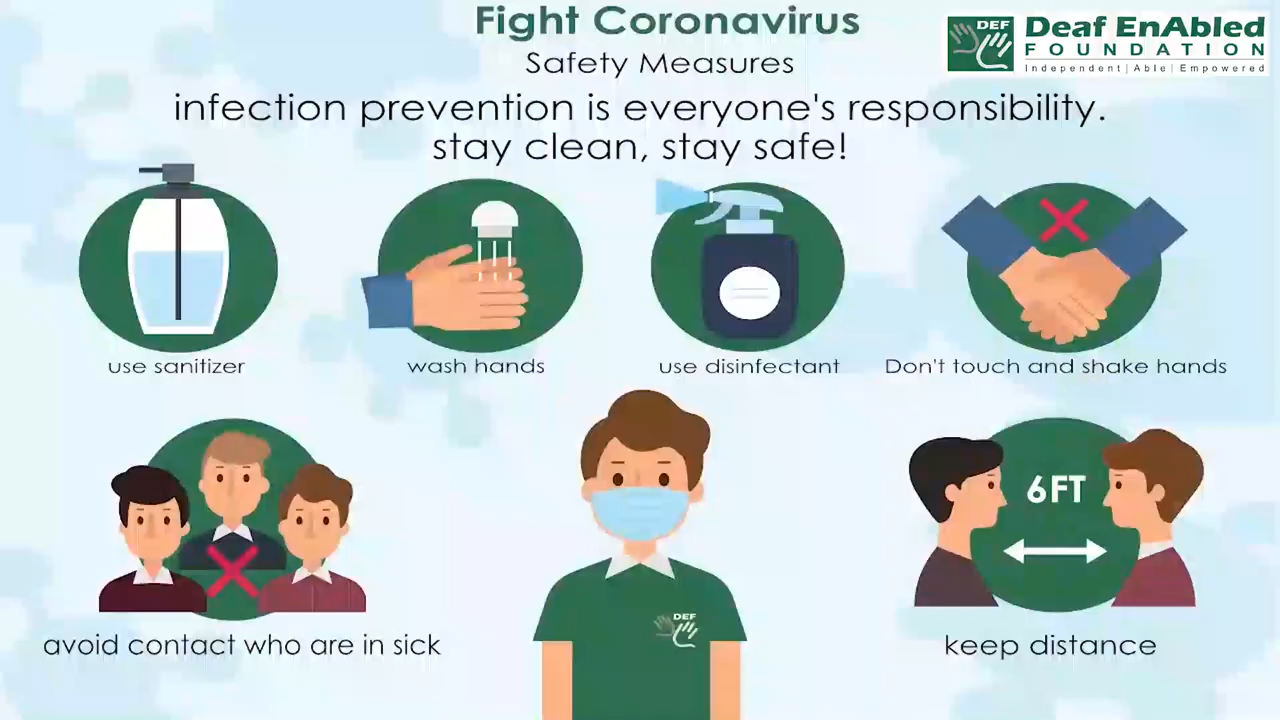 Fight Coronavirus
Safety Measures
DEF
Deaf EnAbled
FOUNDATION
Independent | Able | Empowered
infection prevention is everyone's responsibility.
stay clean, stay safe!
use sanitizer
wash hands
use disinfectant
Don't touch and shake hands
6FT
DEF
avoid contact who are in sick
keep distance